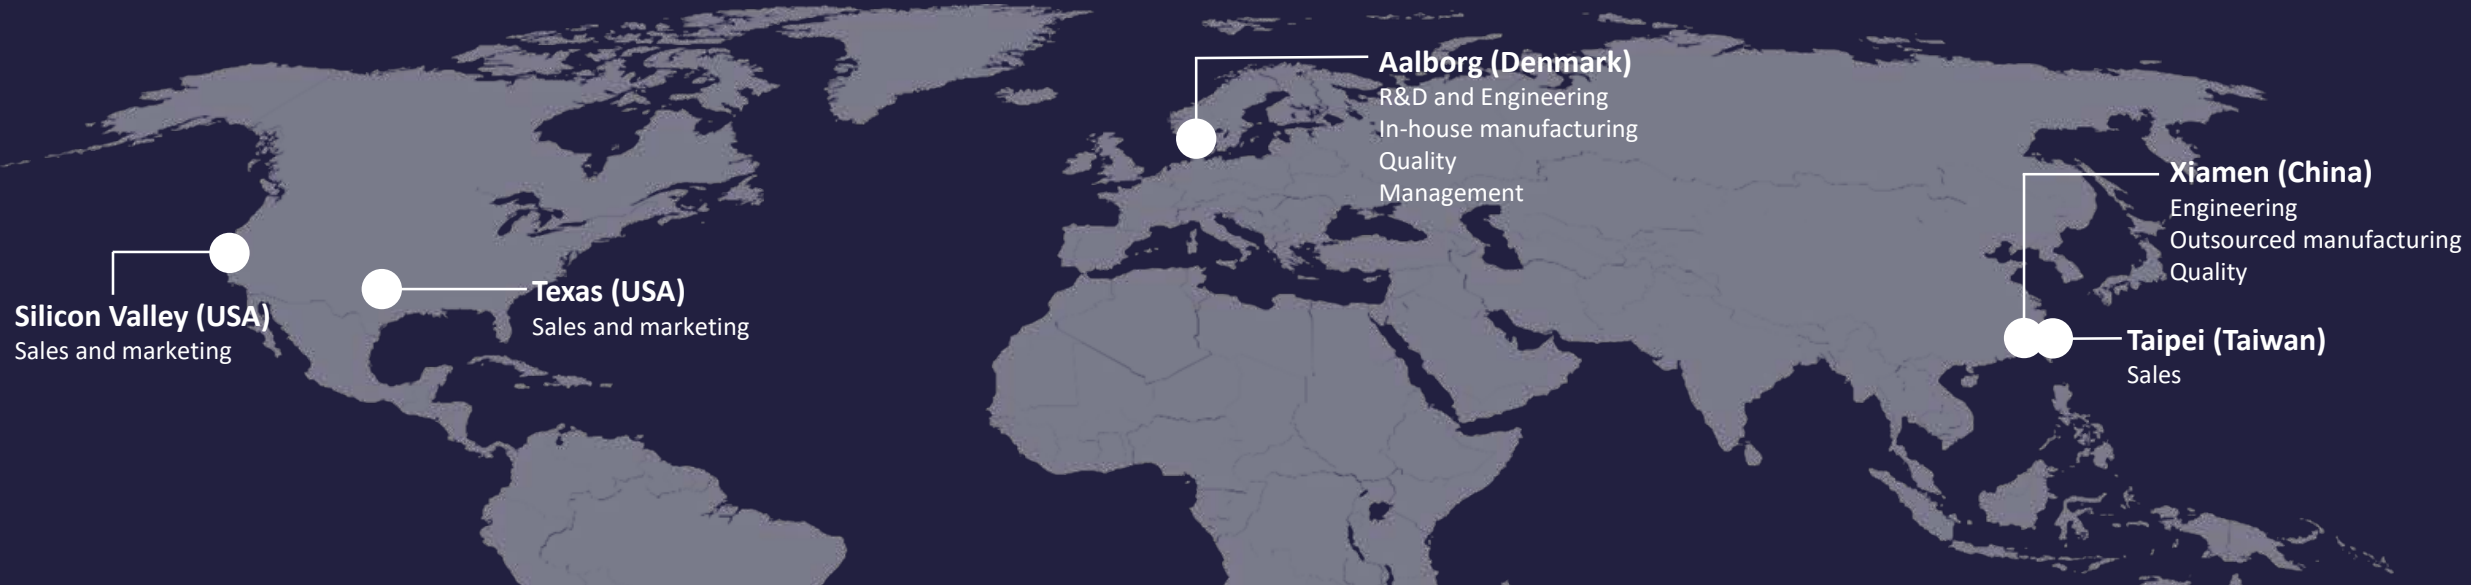 Aalborg (Denmark)
R&D and Engineering
In-house manufacturing
Quality
Management
Xiamen (China)
Engineering
Outsourced manufacturing
Quality
Silicon Valley (USA)
Sales and marketing
Texas (USA)
Sales and marketing
Taipei (Taiwan)
Sales